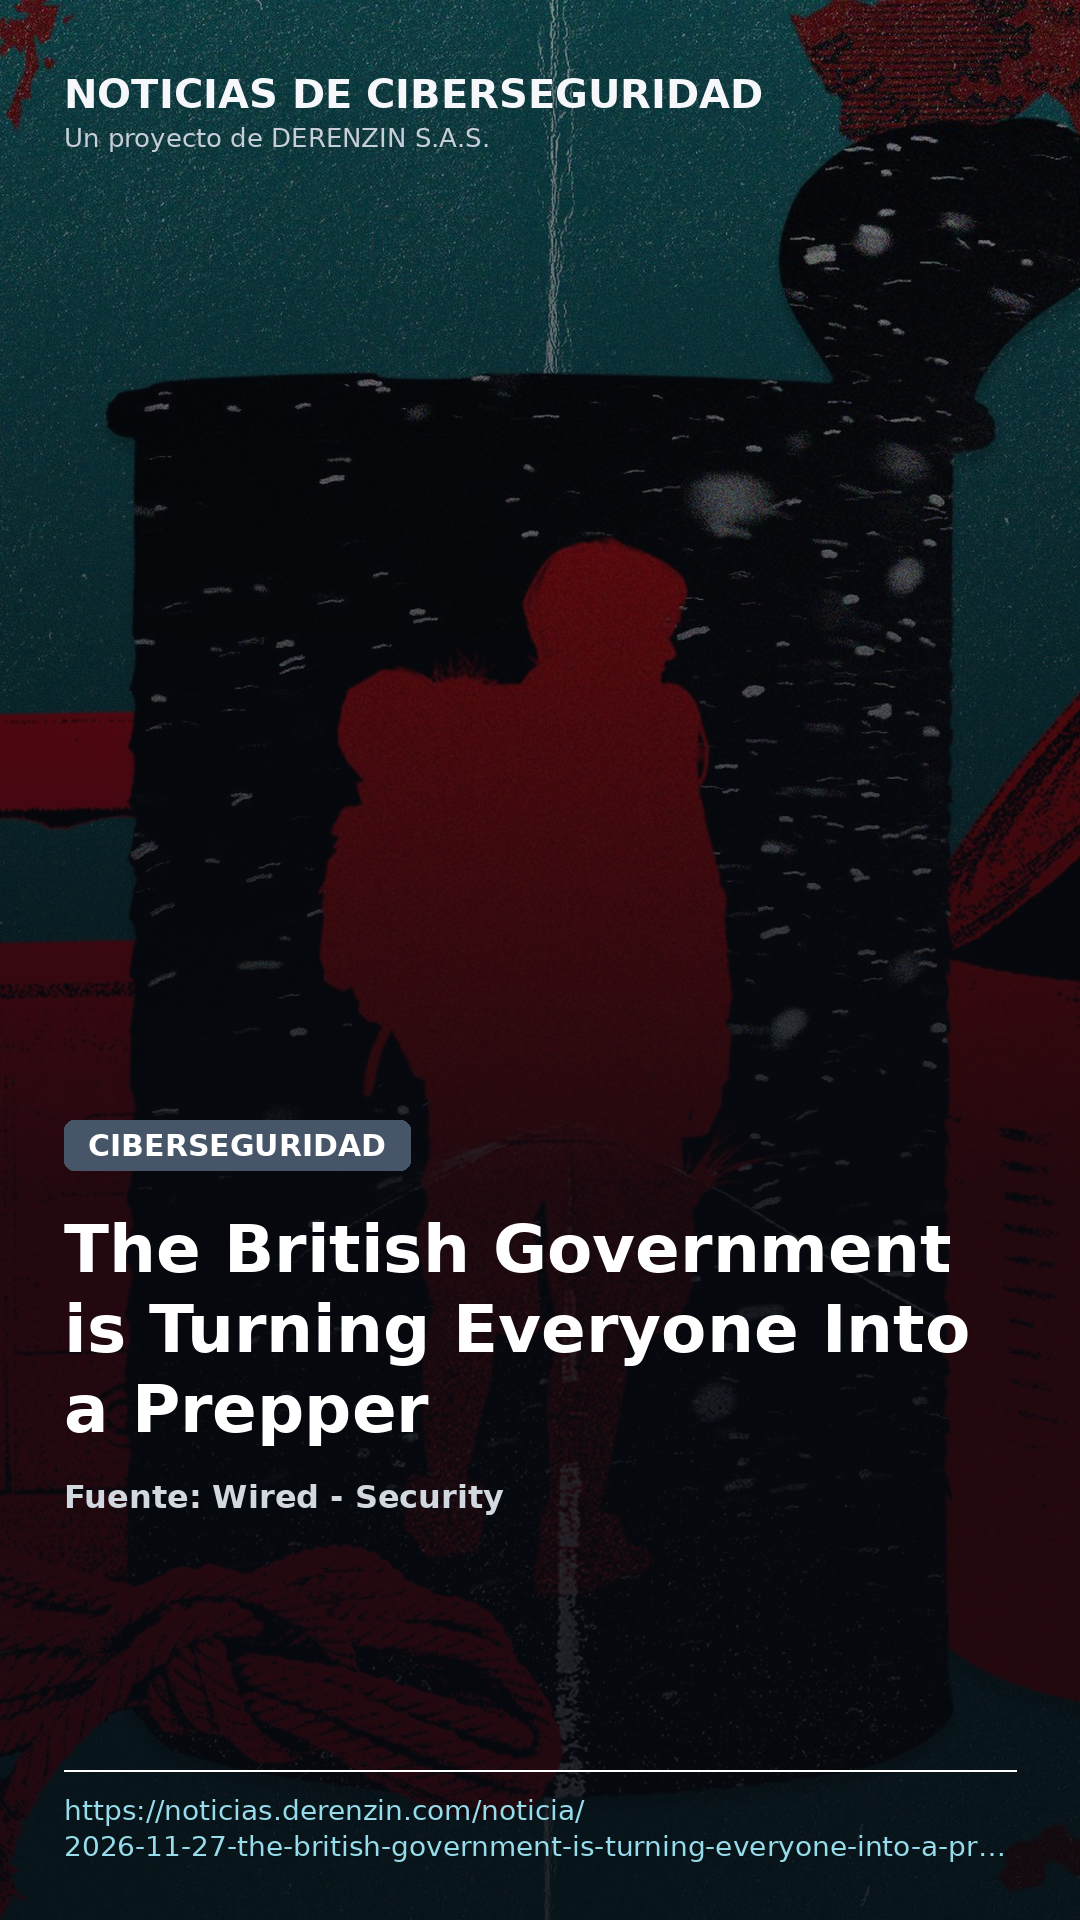 NOTICIAS DE CIBERSEGURIDAD
Un proyecto de DERENZIN S.A.S.
CIBERSEGURIDAD
The British Government
is Turning Everyone Into
a Prepper
Fuente: Wired - Security
https://noticias.derenzin.com/noticia/
2026-11-27-the-british-government-is-turning-everyone-into-a-pr...